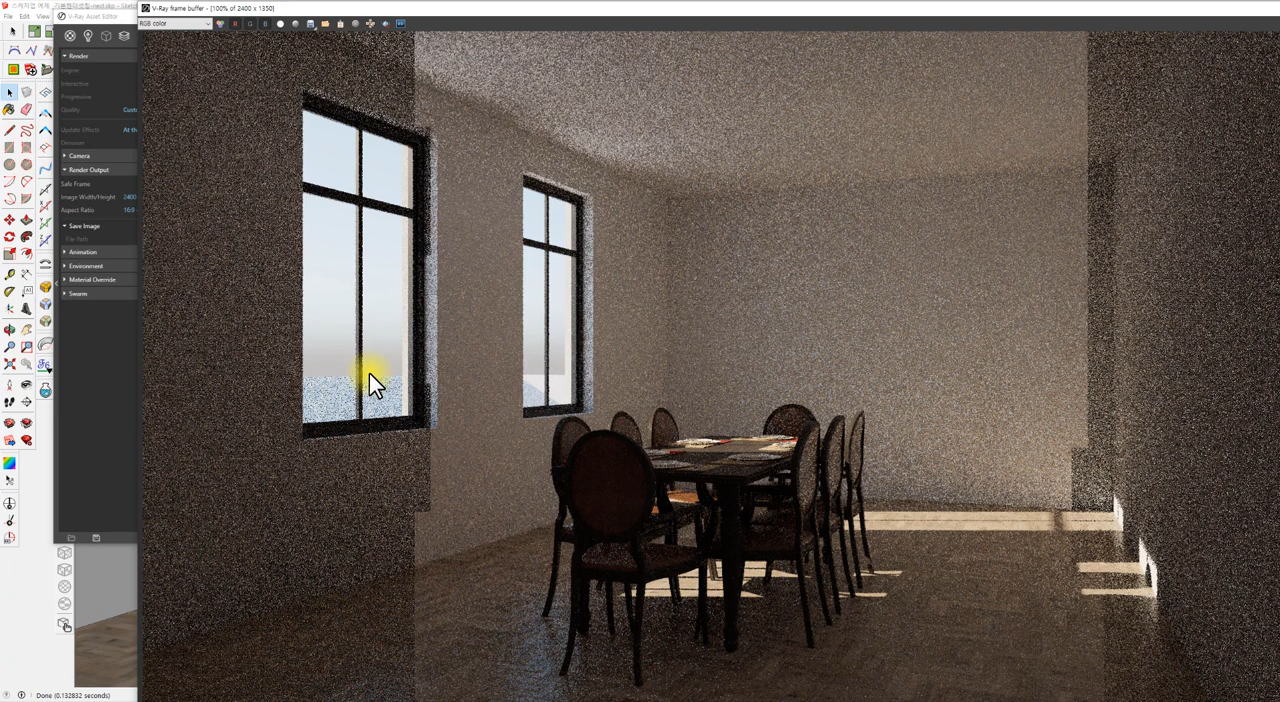 V-Ray frame buffer - [100% of 2400 x 1350]
File Edit
V-Ray Asset Editor
RGB color
R G B
Render
Engine
Interactive
Progressive
Quality
Update Effects At th
Denoiser
Camera
Render Output
Safe Frame
Image Width/Height 2400
Aspect Ratio 16:9
Save Image
File Path
Animation
Environment
Material Override
Swarm
Done (0.132832 seconds)